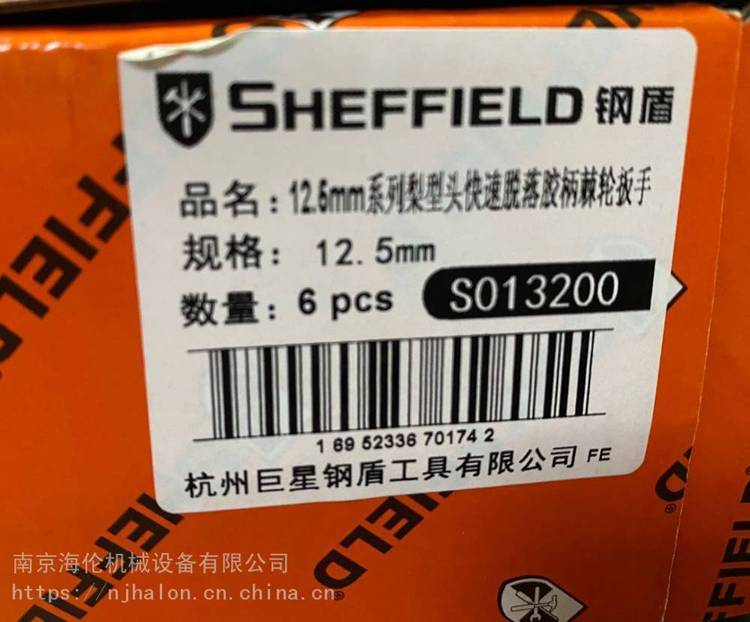 SHEFFIELD 钢盾
品名：12.5mm系列梨型头快速脱落胶柄棘轮扳手
规格：12.5mm
数量：6 pcs S013200
1 69 52336 70174 2
杭州巨星钢盾工具有限公司 FE
SHEFFIELD
南京海伦机械设备有限公司
https://njhalon.cn.china.cn/